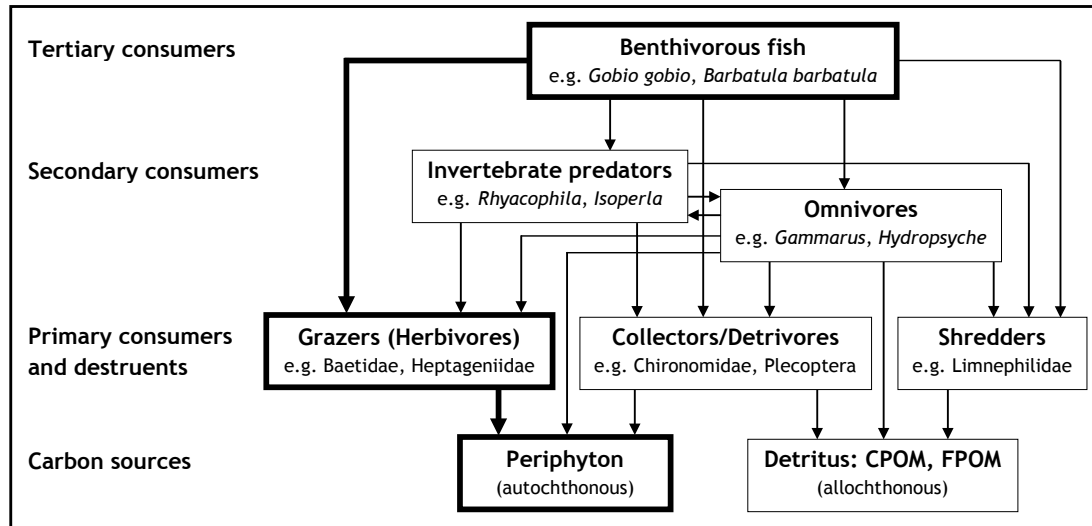 Tertiary consumers
Benthivorous fish
e.g. Gobio gobio, Barbatula barbatula
Secondary consumers
Invertebrate predators
e.g. Rhyacophila, Isoperla
Omnivores
e.g. Gammarus, Hydropsyche
Primary consumers
and destruents
Grazers (Herbivores)
e.g. Baetidae, Heptageniidae
Collectors/Detrivores
e.g. Chironomidae, Plecoptera
Shredders
e.g. Limnephilidae
Carbon sources
Periphyton
(autochthonous)
Detritus: CPOM, FPOM
(allochthonous)